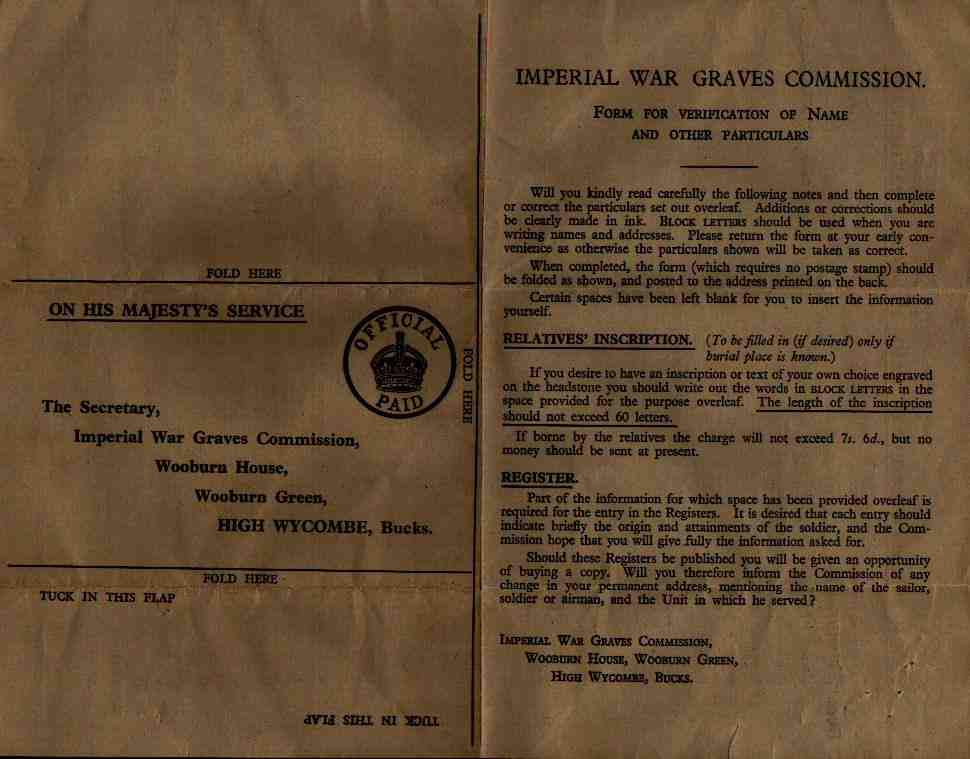 FOLD HERE
ON HIS MAJESTY'S SERVICE
OFFICIAL
PAID
FOLD HERE
The Secretary,
Imperial War Graves Commission,
Wooburn House,
Wooburn Green,
HIGH WYCOMBE, Bucks.
FOLD HERE
TUCK IN THIS FLAP
TUCK IN THIS FLAP
IMPERIAL WAR GRAVES COMMISSION.
FORM FOR VERIFICATION OF NAME
AND OTHER PARTICULARS
Will you kindly read carefully the following notes and then complete
or correct the particulars set out overleaf. Additions or corrections should
be clearly made in ink. BLOCK LETTERS should be used when you are
writing names and addresses. Please return the form at your early con-
venience as otherwise the particulars shown will be taken as correct.
When completed, the form (which requires no postage stamp) should
be folded as shown, and posted to the address printed on the back.
Certain spaces have been left blank for you to insert the information
yourself.
RELATIVES' INSCRIPTION. (To be filled in (if desired) only if
burial place is known.)
If you desire to have an inscription or text of your own choice engraved
on the headstone you should write out the words in BLOCK LETTERS in the
space provided for the purpose overleaf. The length of the inscription
should not exceed 60 letters.
If borne by the relatives the charge will not exceed 7s. 6d., but no
money should be sent at present.
REGISTER.
Part of the information for which space has been provided overleaf is
required for the entry in the Registers. It is desired that each entry should
indicate briefly the origin and attainments of the soldier, and the Com-
mission hope that you will give fully the information asked for.
Should these Registers be published you will be given an opportunity
of buying a copy. Will you therefore inform the Commission of any
change in your permanent address, mentioning the name of the sailor,
soldier or airman, and the Unit in which he served?
IMPERIAL WAR GRAVES COMMISSION,
WOOBURN HOUSE, WOOBURN GREEN,
HIGH WYCOMBE, BUCKS.